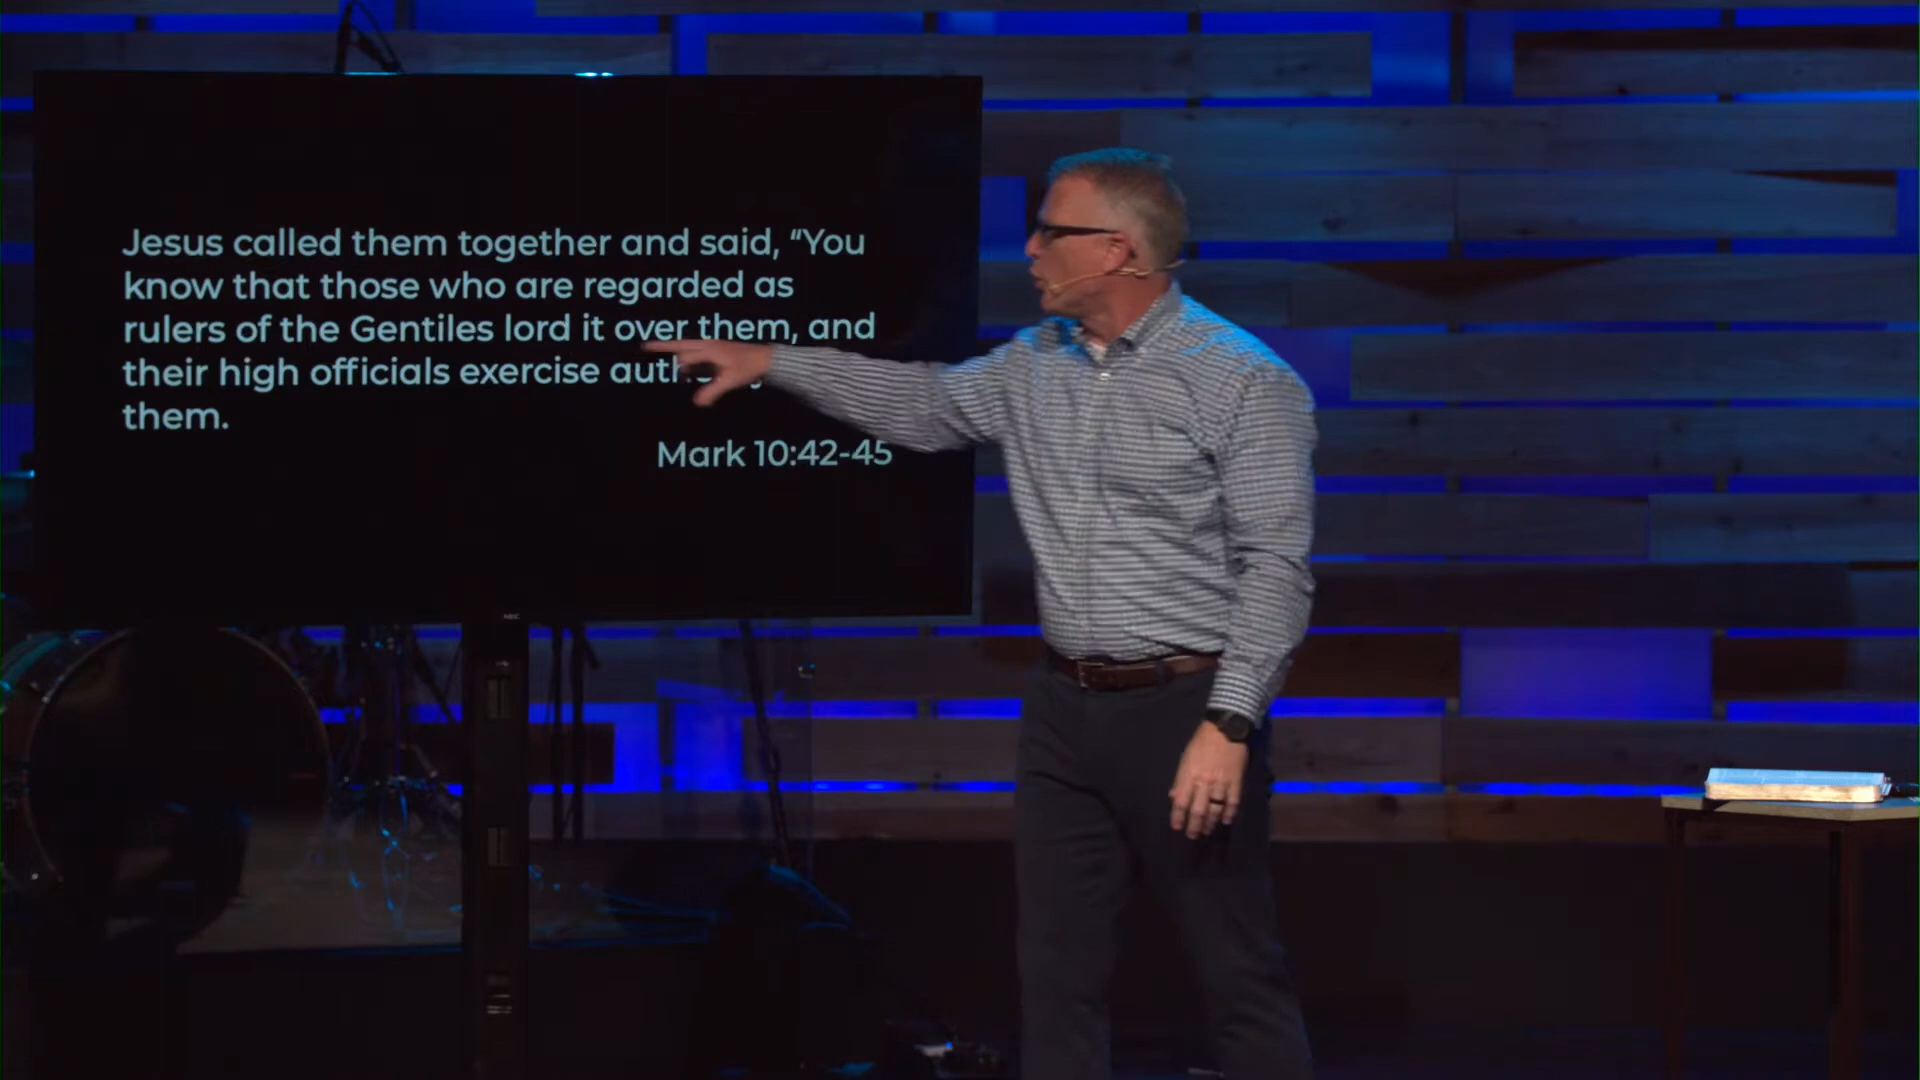 Jesus called them together and said, “You
know that those who are regarded as
rulers of the Gentiles lord it over them, and
their high officials exercise
them.
Mark 10:42-45
NEC